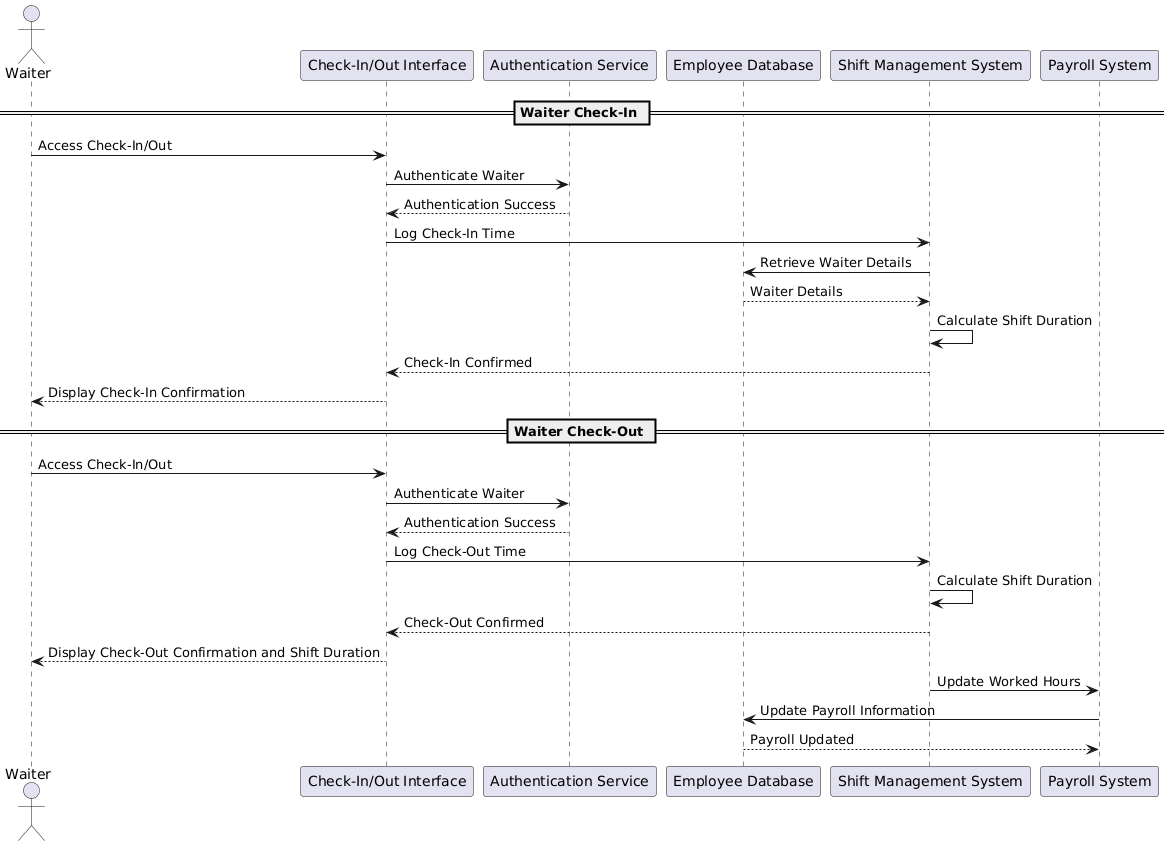 Waiter
Check-In/Out Interface
Authentication Service
Employee Database
Shift Management System
Payroll System
Waiter Check-In
Access Check-In/Out
Authenticate Waiter
Authentication Success
Log Check-In Time
Retrieve Waiter Details
Waiter Details
Calculate Shift Duration
Check-In Confirmed
Display Check-In Confirmation
Waiter Check-Out
Access Check-In/Out
Authenticate Waiter
Authentication Success
Log Check-Out Time
Calculate Shift Duration
Check-Out Confirmed
Display Check-Out Confirmation and Shift Duration
Update Worked Hours
Update Payroll Information
Payroll Updated
Waiter
Check-In/Out Interface
Authentication Service
Employee Database
Shift Management System
Payroll System